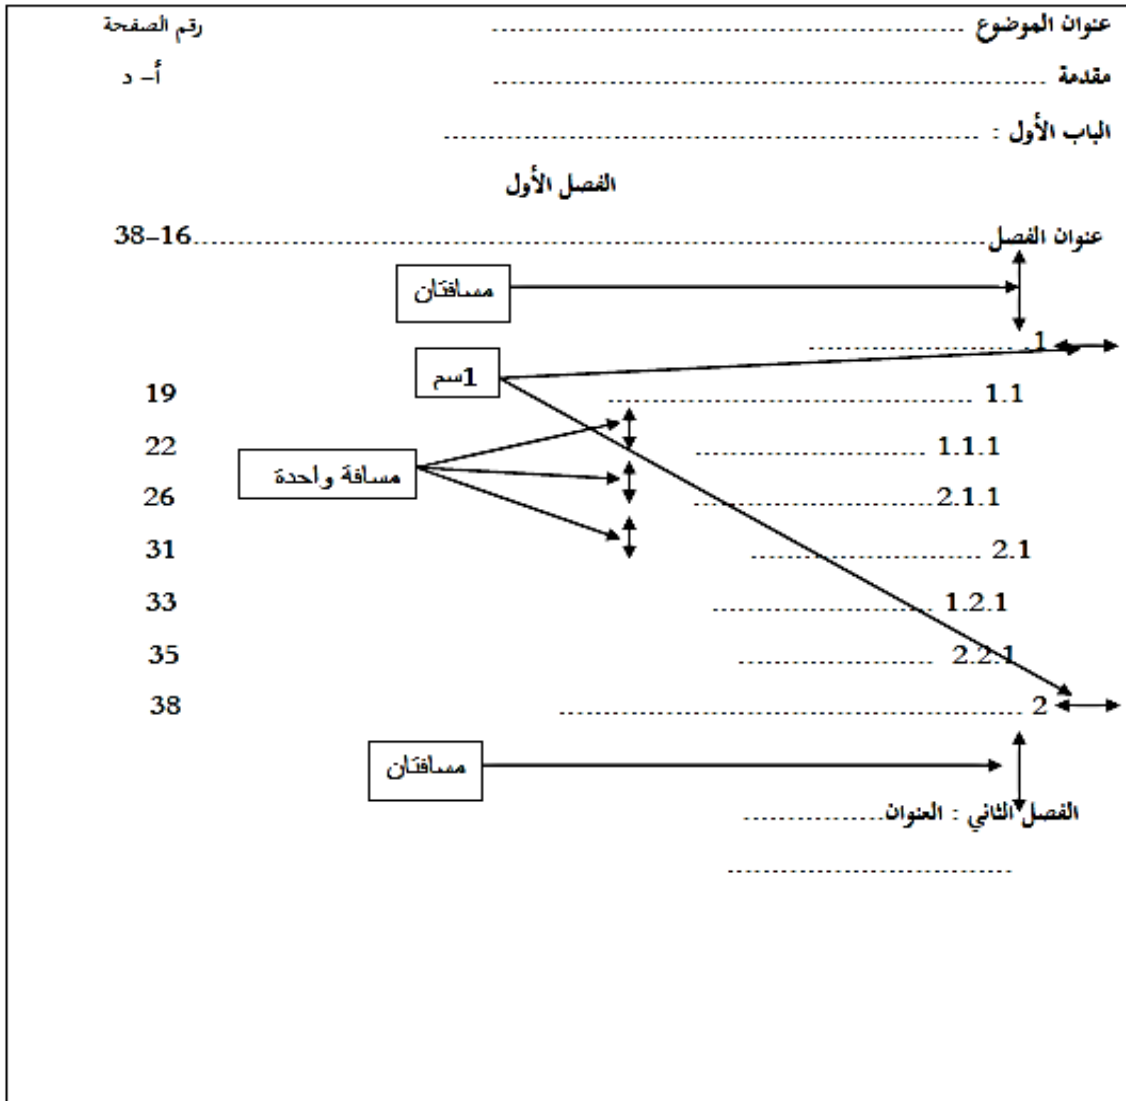 عنوان الموضوع ............................................................ رقم الصفحة
مقدمة ...................................................................... أ- د
الباب الأول : ....................................................................
الفصل الأول
عنوان الفصل....................................................................................................38-16
مسافتان
1. ..........................
1سم
1.1 .............................................. 19
1.1.1 ............................. 22
مسافة واحدة
2.1.1............................... 26
2.1 ............................. 31
1.2.1 ............................ 33
2.2.1 ......................... 35
2 ........................................................... 38
مسافتان
الفصل الثاني : العنوان..................
....................................